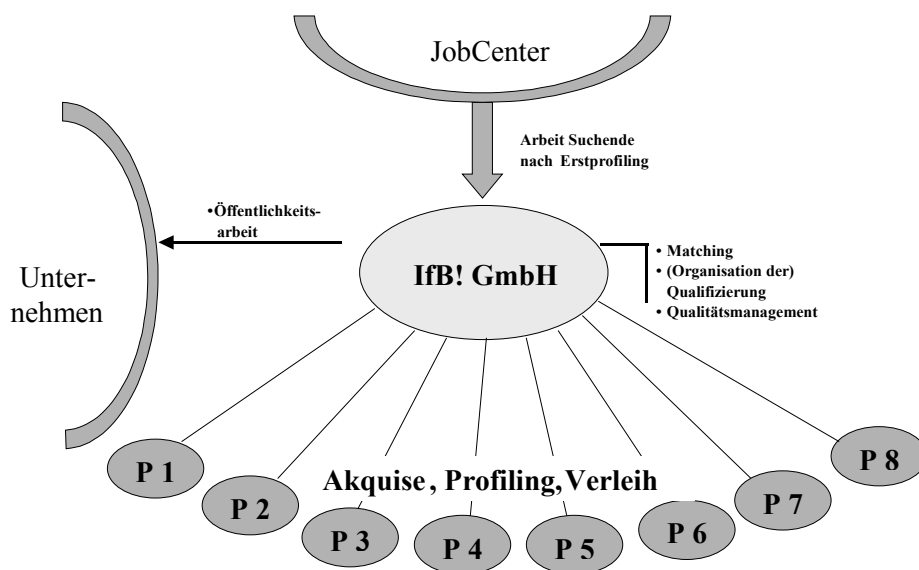 JobCenter
Arbeit Suchende
nach Erstprofiling
•Öffentlichkeits-
arbeit
Unter-
nehmen
IfB! GmbH
• Matching
• (Organisation der)
Qualifizierung
• Qualitätsmanagement
Akquise, Profiling,Verleih
P 1
P 2
P 3
P 4
P 5
P 6
P 7
P 8